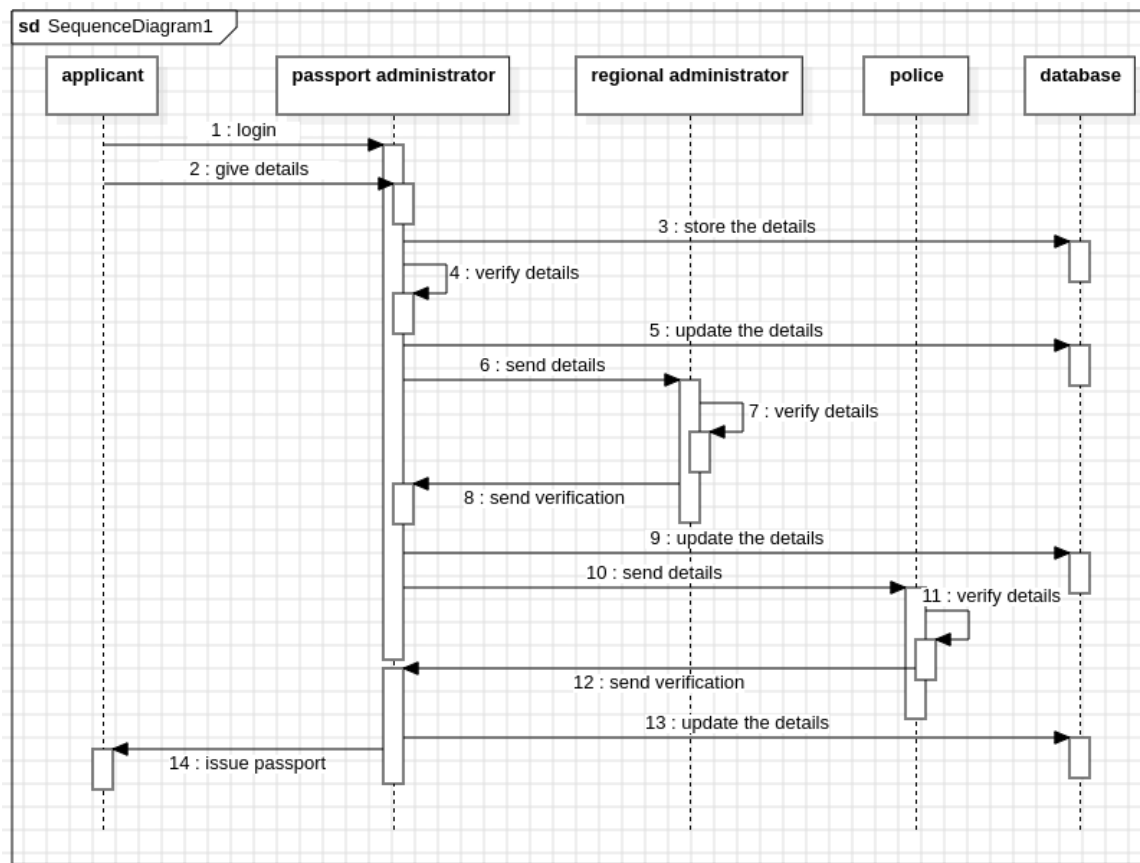 sd SequenceDiagram1
applicant
passport administrator
regional administrator
police
database
1 : login
2 : give details
3 : store the details
4 : verify details
5 : update the details
6 : send details
7 : verify details
8 : send verification
9 : update the details
10 : send details
11 : verify details
12 : send verification
13 : update the details
14 : issue passport